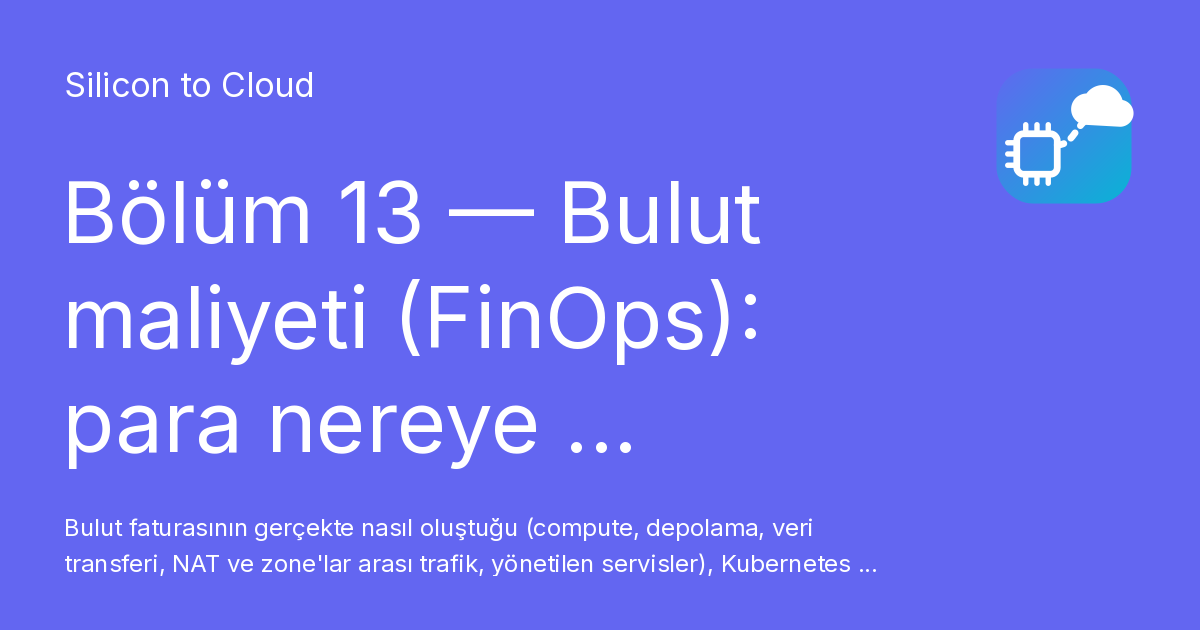 Silicon to Cloud
Bölüm 13 — Bulut
maliyeti (FinOps):
para nereye ...
Bulut faturasının gerçekte nasıl oluştuğu (compute, depolama, veri
transferi, NAT ve zone'lar arası trafik, yönetilen servisler), Kubernetes ...